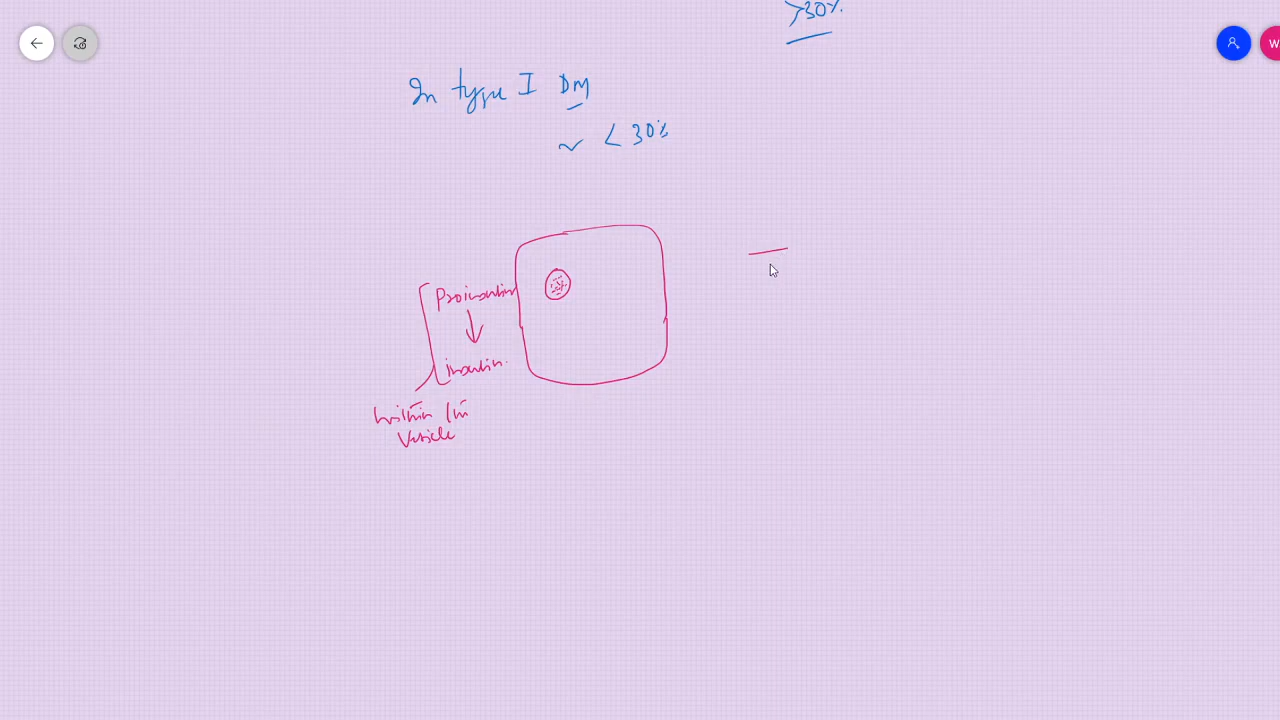 >30%
W
In type I DM
~ < 30%
Proinsulin
↓
insulin.
within the
vesicle